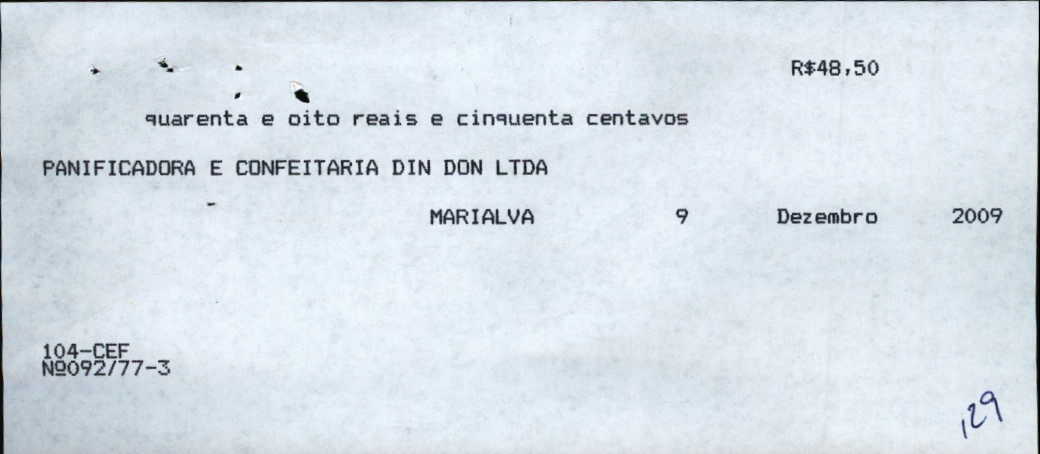 R$48,50
quarenta e oito reais e cinquenta centavos
PANIFICADORA E CONFEITARIA DIN DON LTDA
MARIALVA 9 Dezembro 2009
104-CEF
Nº092/77-3
129